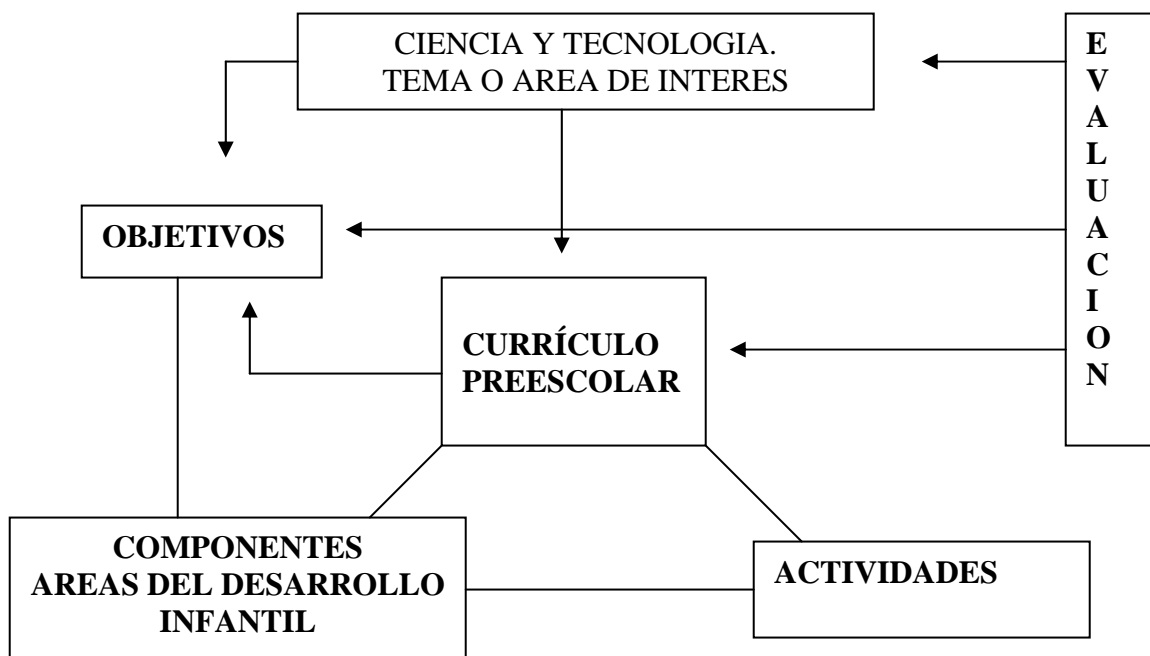 CIENCIA Y TECNOLOGIA.
TEMA O AREA DE INTERES
E
V
A
L
U
A
C
I
O
N
OBJETIVOS
CURRÍCULO
PREESCOLAR
COMPONENTES
AREAS DEL DESARROLLO
INFANTIL
ACTIVIDADES